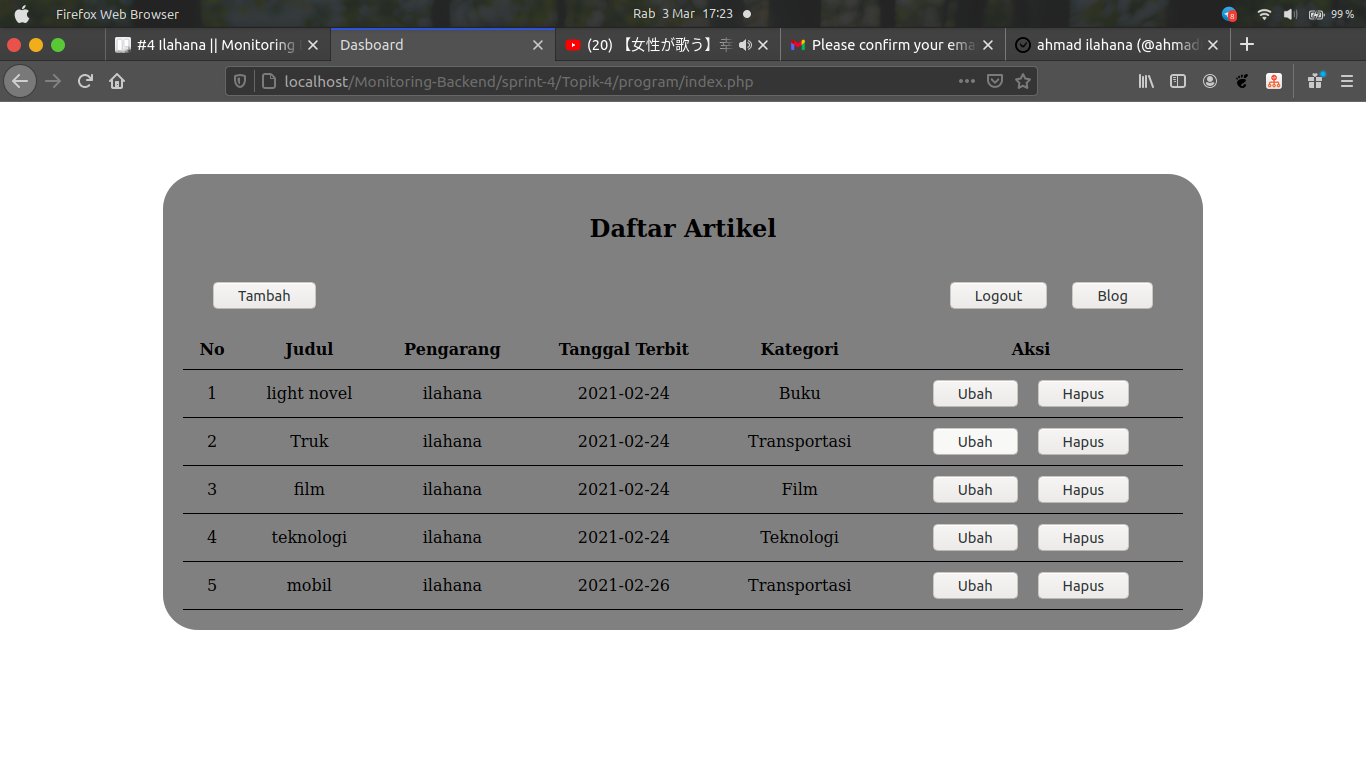 Firefox Web Browser Rab 3 Mar 17:23 8 99 %
#4 Ilahana || Monitoring Dasboard (20) 【女性が歌う】幸 Please confirm your ema ahmad ilahana (@ahmad
localhost/Monitoring-Backend/sprint-4/Topik-4/program/index.php
Daftar Artikel
Tambah Logout Blog
No Judul Pengarang Tanggal Terbit Kategori Aksi
1 light novel ilahana 2021-02-24 Buku Ubah Hapus
2 Truk ilahana 2021-02-24 Transportasi Ubah Hapus
3 film ilahana 2021-02-24 Film Ubah Hapus
4 teknologi ilahana 2021-02-24 Teknologi Ubah Hapus
5 mobil ilahana 2021-02-26 Transportasi Ubah Hapus